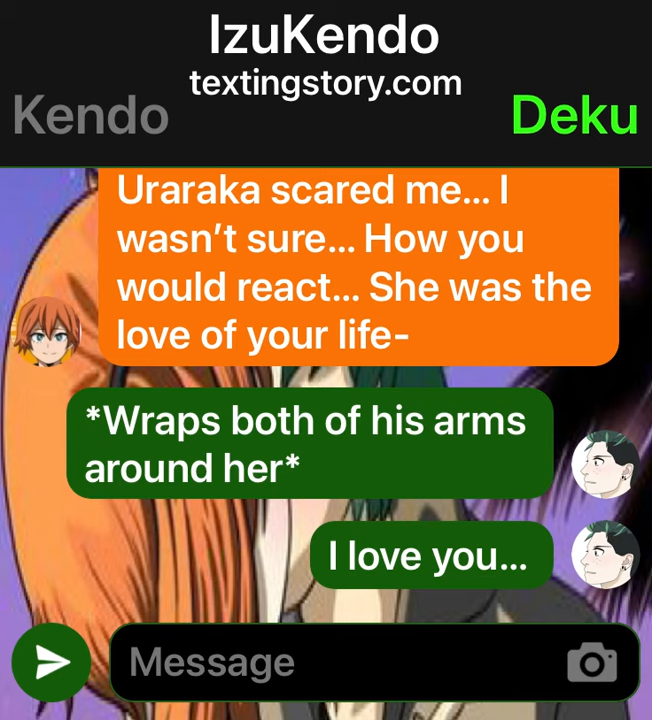 IzuKendo
textingstory.com
Kendo
Deku
Uraraka scared me... I
wasn’t sure... How you
would react... She was the
love of your life-
*Wraps both of his arms
around her*
I love you...
Message